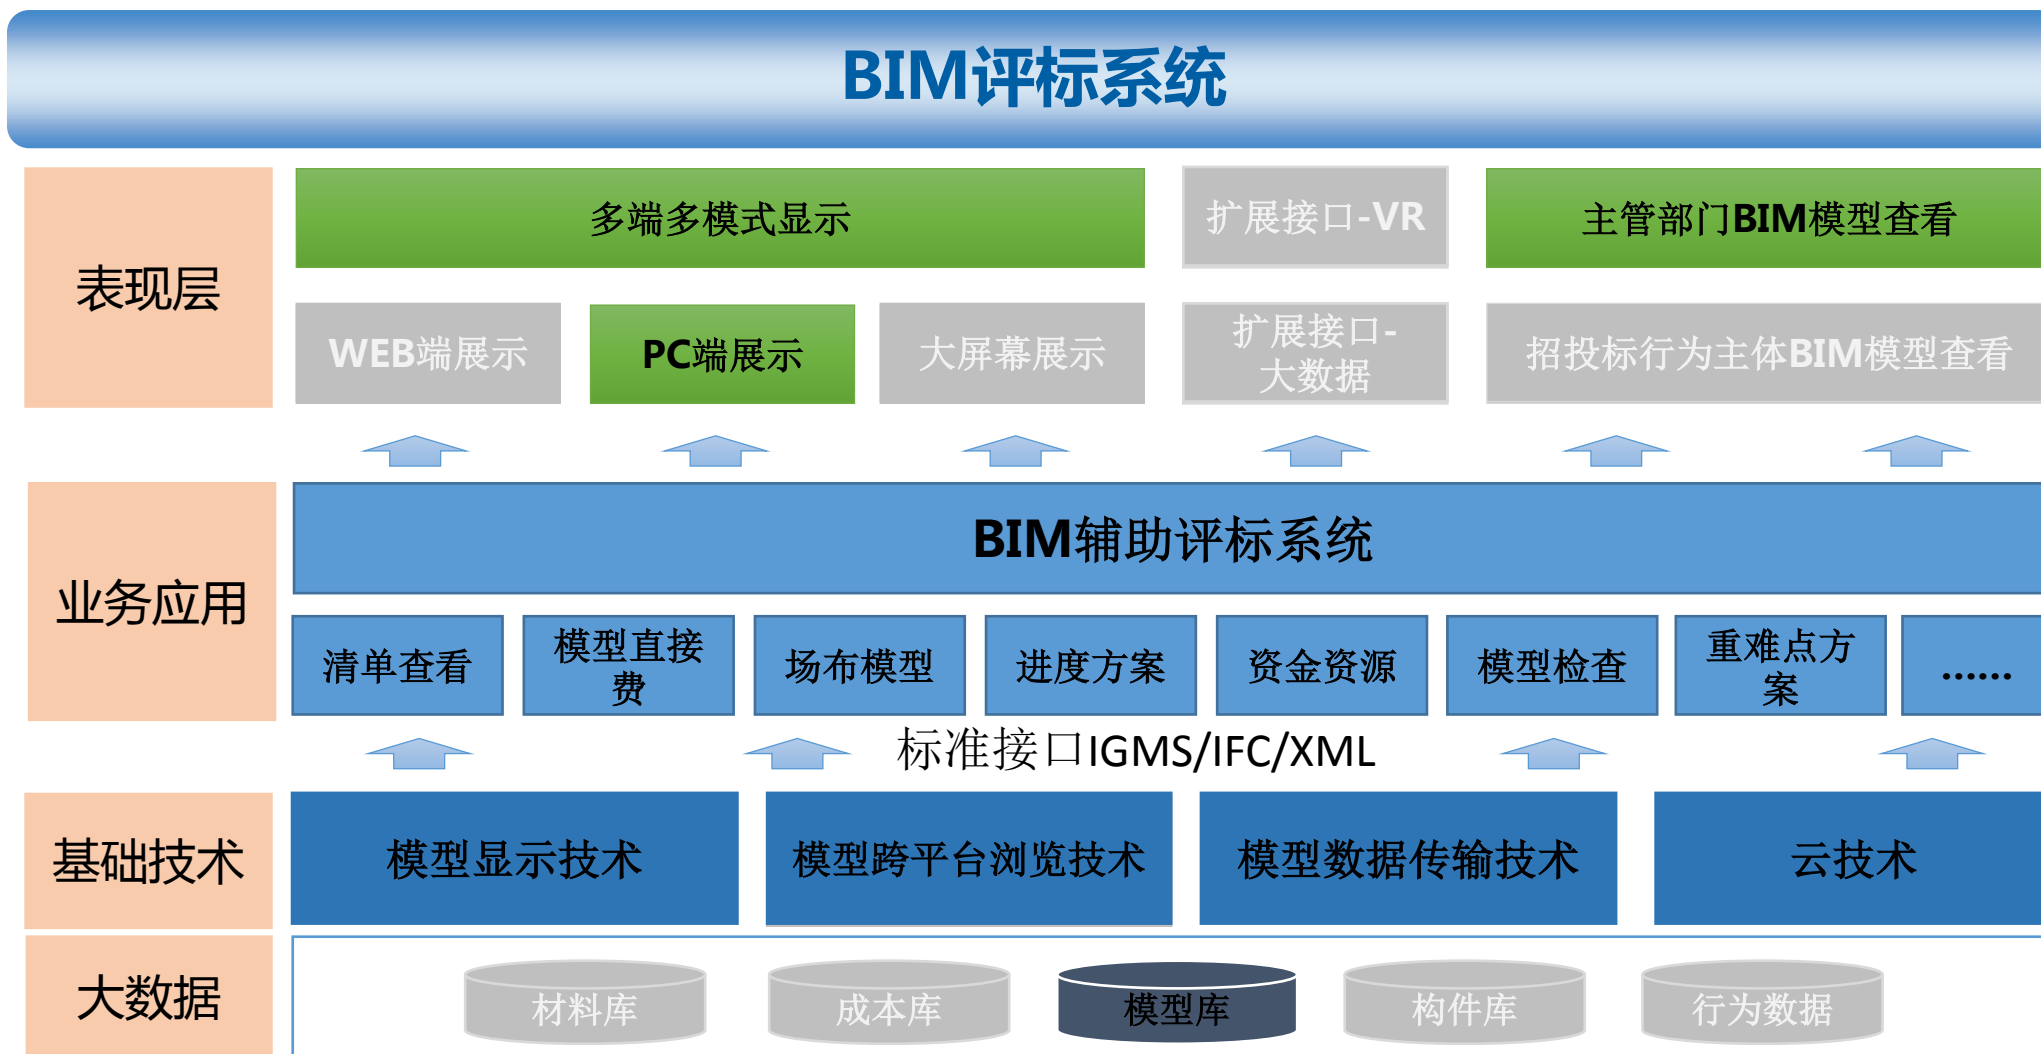 BIM评标系统
表现层
多端多模式显示
扩展接口-VR
主管部门BIM模型查看
WEB端展示
PC端展示
大屏幕展示
扩展接口-
大数据
招投标行为主体BIM模型查看
业务应用
BIM辅助评标系统
清单查看
模型直接
费
场布模型
进度方案
资金资源
模型检查
重难点方
案
......
标准接口IGMS/IFC/XML
基础技术
模型显示技术
模型跨平台浏览技术
模型数据传输技术
云技术
大数据
材料库
成本库
模型库
构件库
行为数据